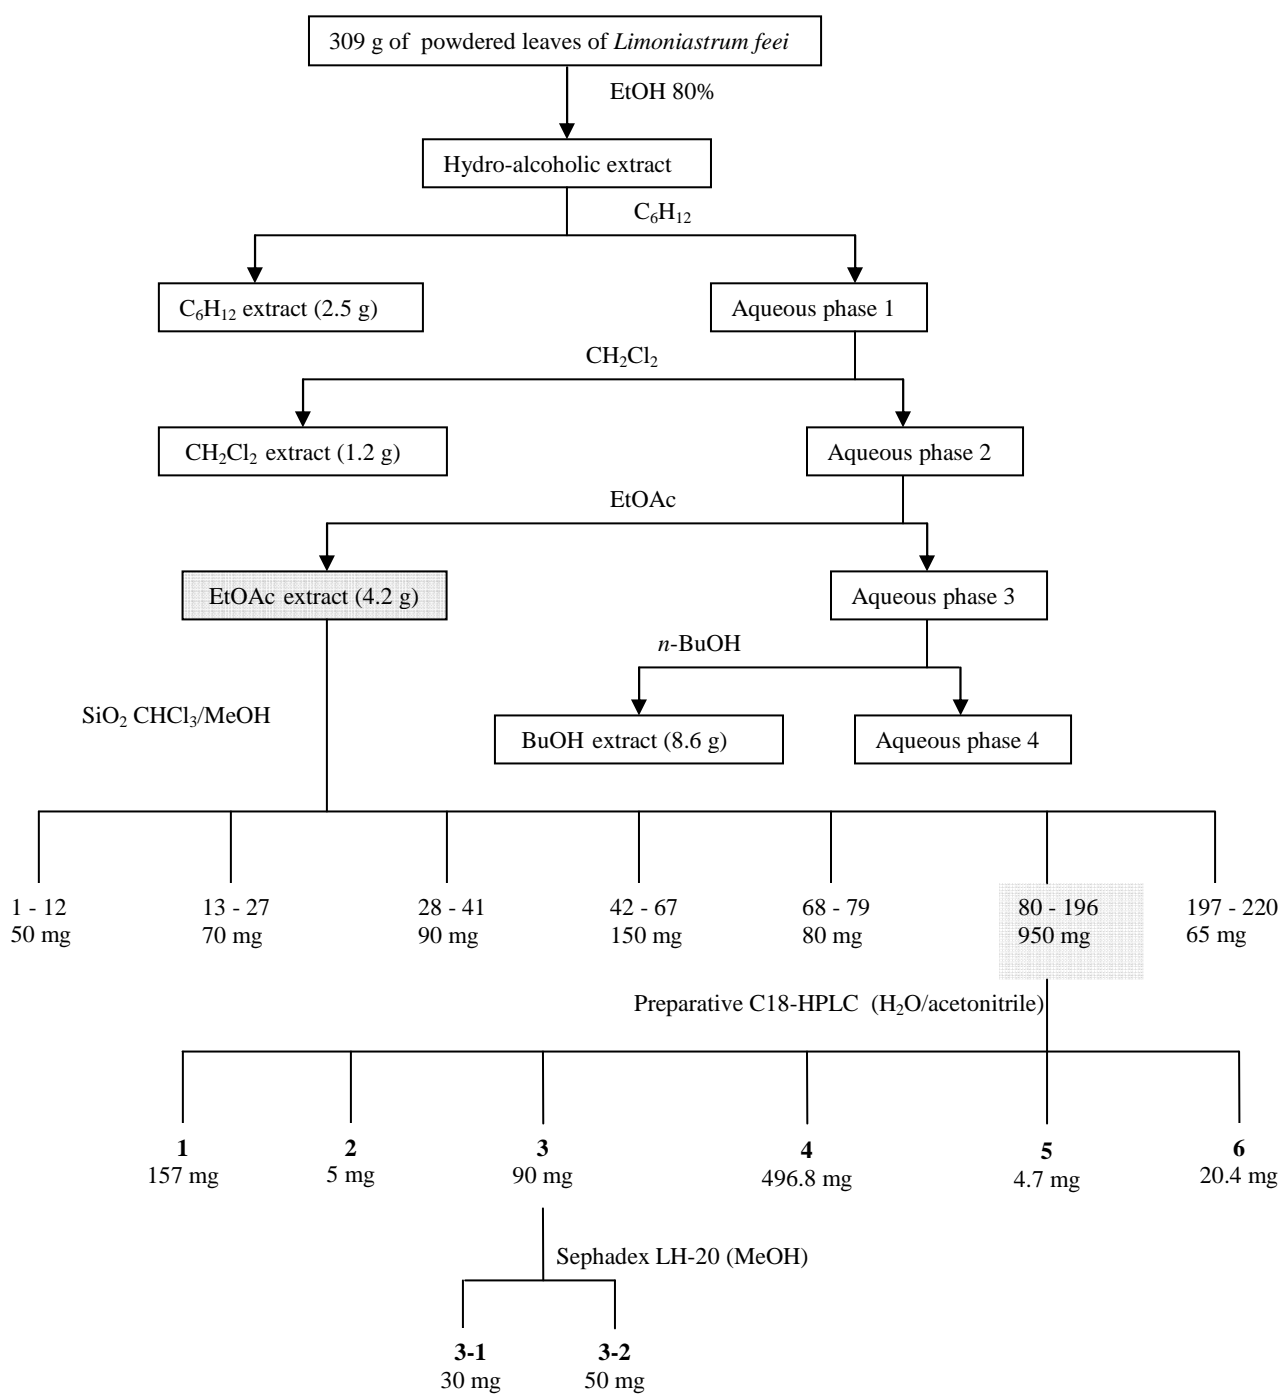 309 g of powdered leaves of Limoniastrum feei
EtOH 80%
Hydro-alcoholic extract
C₆H₁₂
C₆H₁₂ extract (2.5 g)
Aqueous phase 1
CH₂Cl₂
CH₂Cl₂ extract (1.2 g)
Aqueous phase 2
EtOAc
EtOAc extract (4.2 g)
Aqueous phase 3
n-BuOH
SiO₂ CHCl₃/MeOH
BuOH extract (8.6 g)
Aqueous phase 4
1 - 12
50 mg
13 - 27
70 mg
28 - 41
90 mg
42 - 67
150 mg
68 - 79
80 mg
80 - 196
950 mg
197 - 220
65 mg
Preparative C18-HPLC (H₂O/acetonitrile)
1
157 mg
2
5 mg
3
90 mg
4
496.8 mg
5
4.7 mg
6
20.4 mg
Sephadex LH-20 (MeOH)
3-1
30 mg
3-2
50 mg